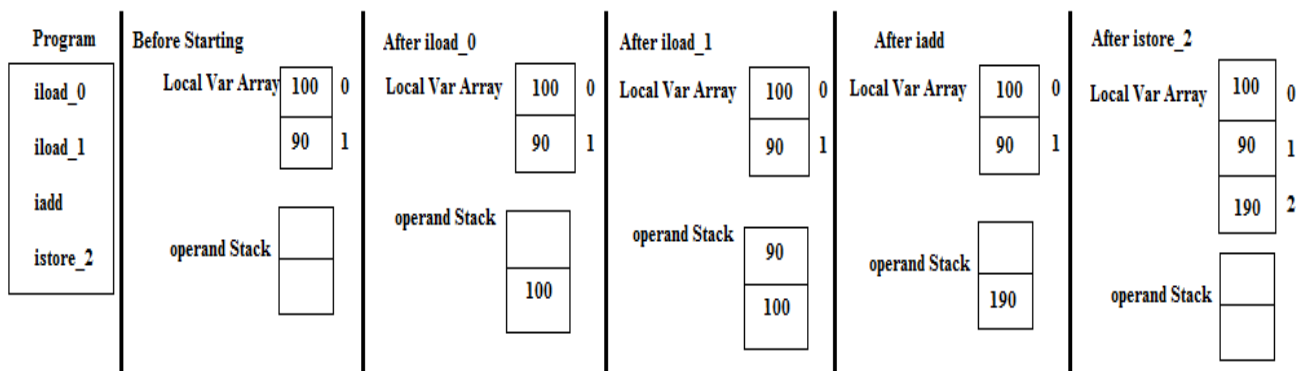 Program
iload_0
iload_1
iadd
istore_2
Before Starting
Local Var Array
100 0
90 1
operand Stack
After iload_0
Local Var Array
100 0
90 1
operand Stack
100
After iload_1
Local Var Array
100 0
90 1
operand Stack
90
100
After iadd
Local Var Array
100 0
90 1
operand Stack
190
After istore_2
Local Var Array
100 0
90 1
190 2
operand Stack